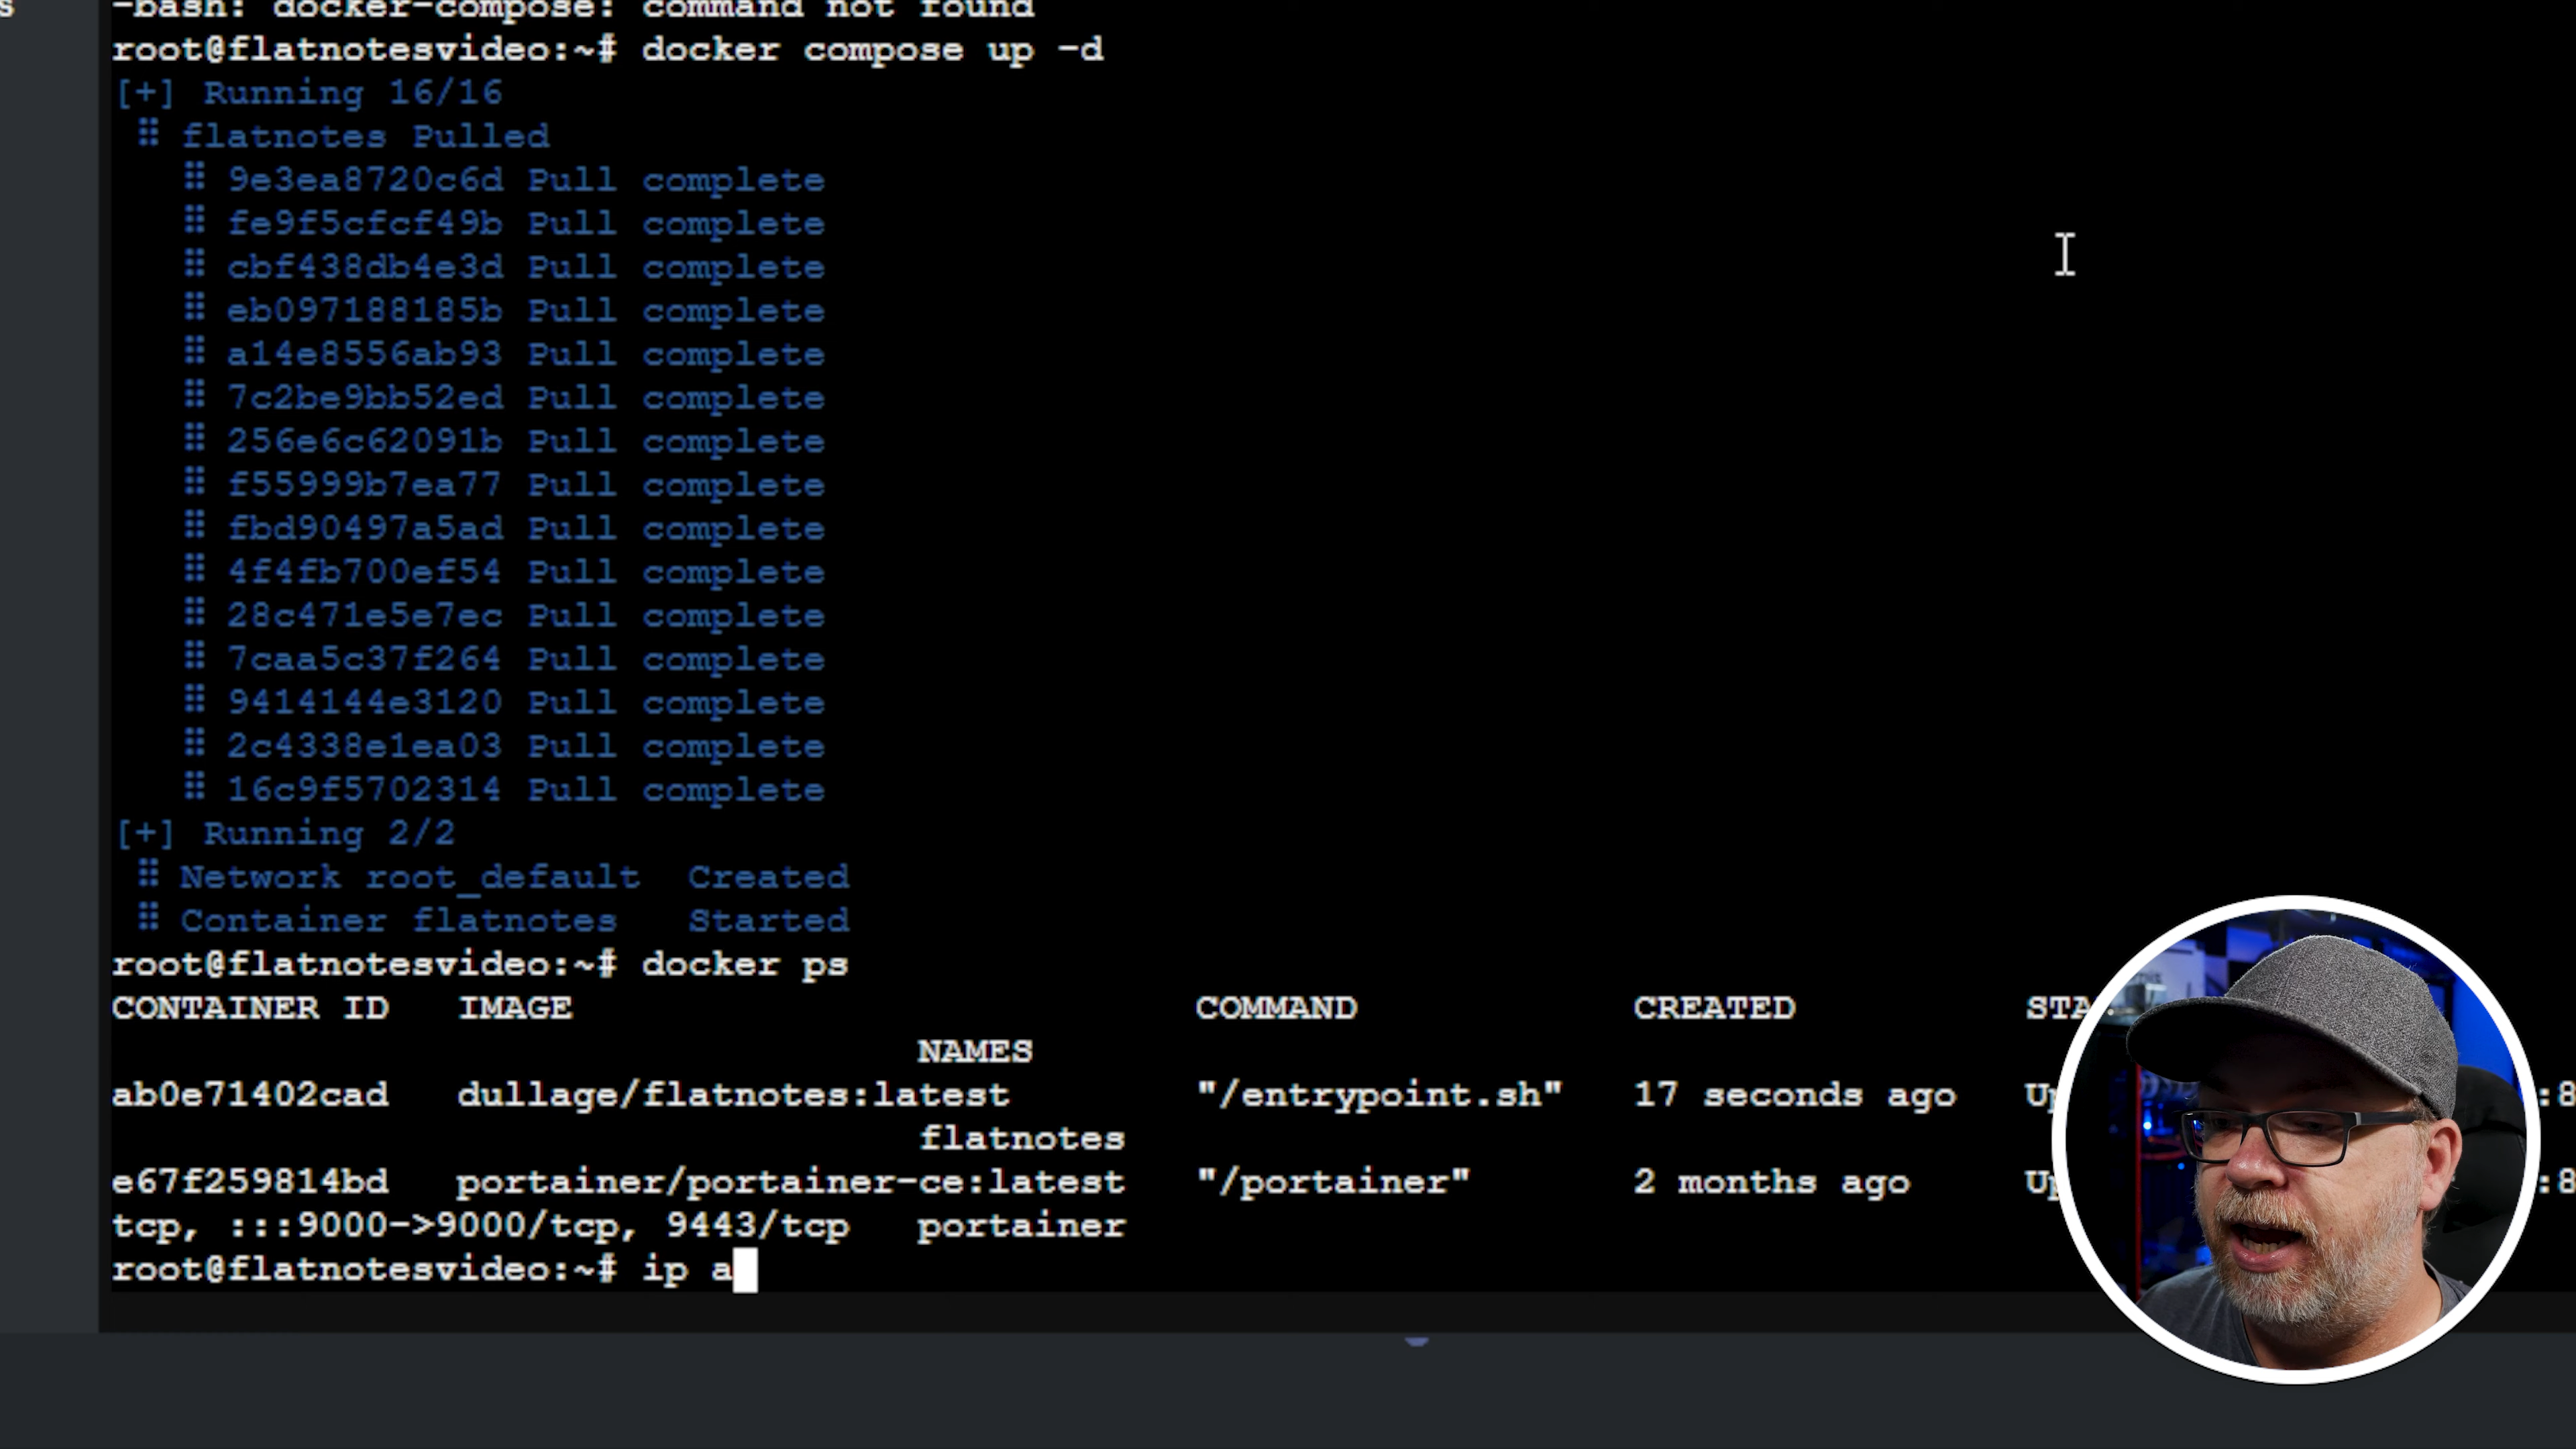 s
-bash: docker-compose: command not found
root@flatnotesvideo:~# docker compose up -d
[+] Running 16/16
⠿ flatnotes Pulled
⠿ 9e3ea8720c6d Pull complete
⠿ fe9f5cfcf49b Pull complete
⠿ cbf438db4e3d Pull complete
⠿ eb097188185b Pull complete
⠿ a14e8556ab93 Pull complete
⠿ 7c2be9bb52ed Pull complete
⠿ 256e6c62091b Pull complete
⠿ f55999b7ea77 Pull complete
⠿ fbd90497a5ad Pull complete
⠿ 4f4fb700ef54 Pull complete
⠿ 28c471e5e7ec Pull complete
⠿ 7caa5c37f264 Pull complete
⠿ 9414144e3120 Pull complete
⠿ 2c4338e1ea03 Pull complete
⠿ 16c9f5702314 Pull complete
[+] Running 2/2
⠿ Network root_default Created
⠿ Container flatnotes Started
root@flatnotesvideo:~# docker ps
CONTAINER ID IMAGE COMMAND CREATED STA
NAMES
ab0e71402cad dullage/flatnotes:latest "/entrypoint.sh" 17 seconds ago Up :8
flatnotes
e67f259814bd portainer/portainer-ce:latest "/portainer" 2 months ago Up :8
tcp, :::9000->9000/tcp, 9443/tcp portainer
root@flatnotesvideo:~# ip a